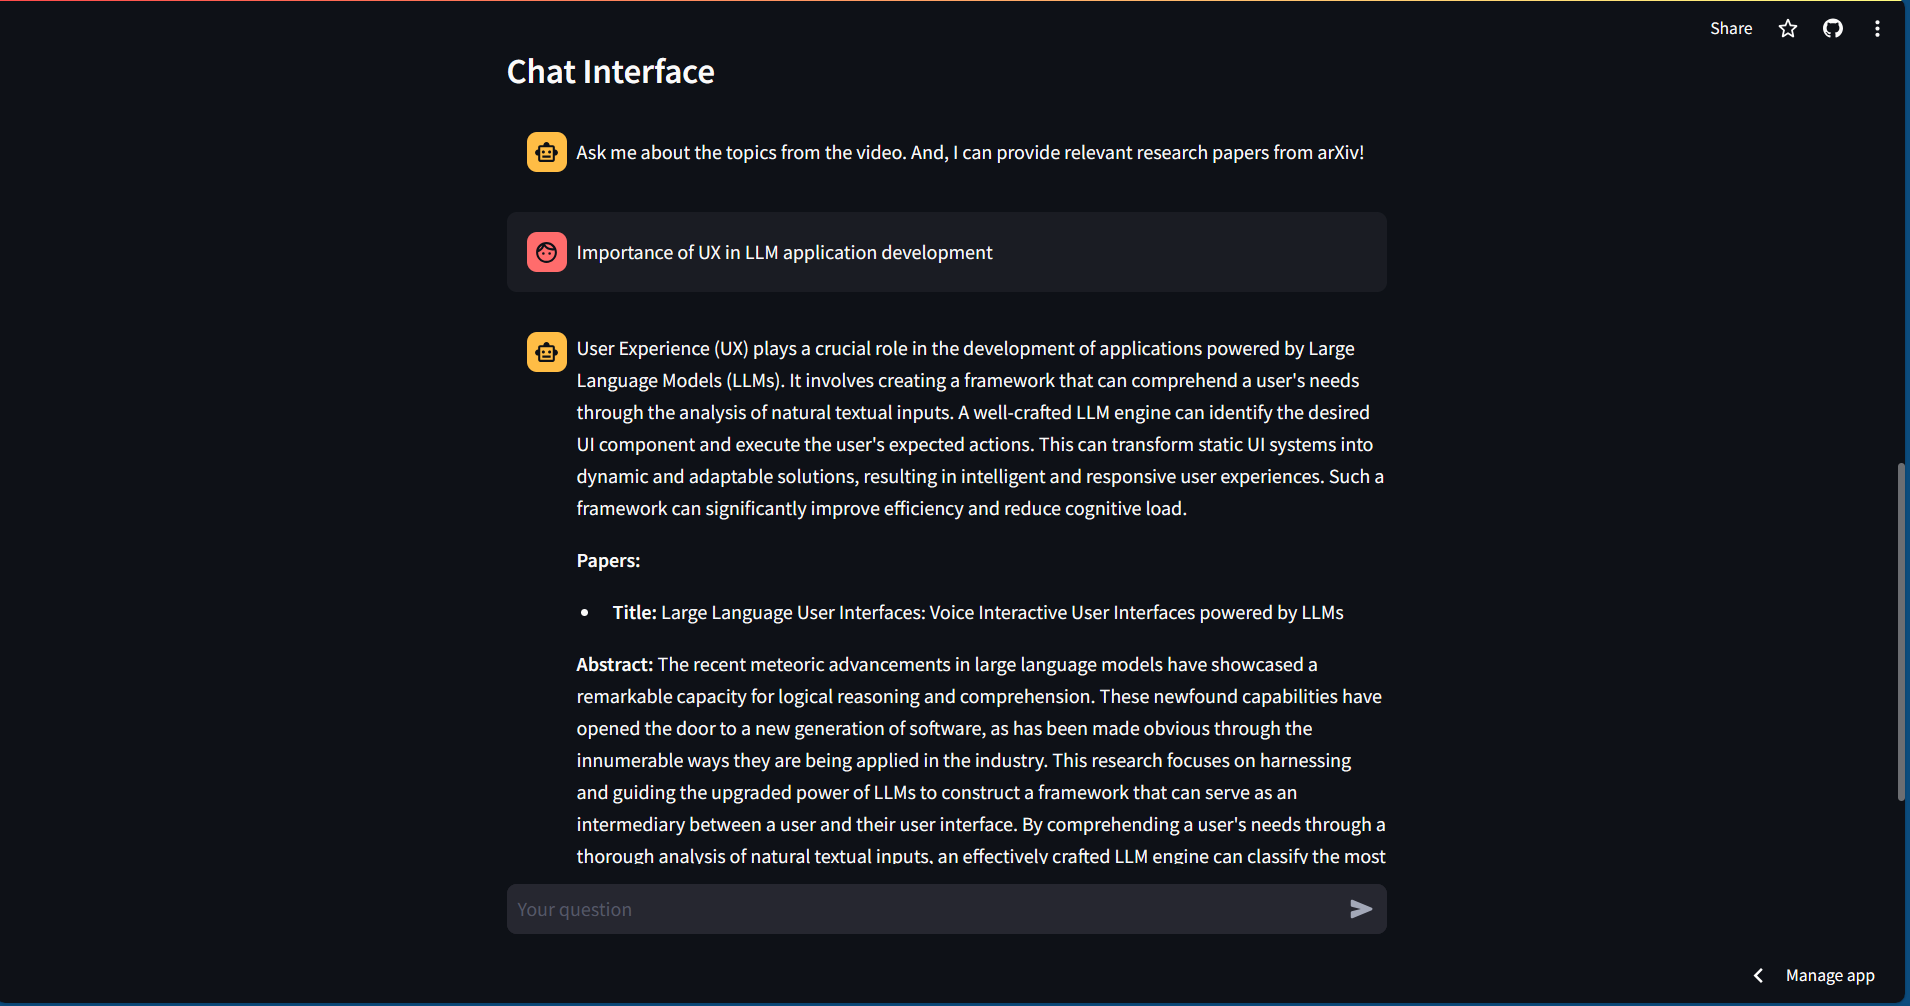 Share
Chat Interface
Ask me about the topics from the video. And, I can provide relevant research papers from arXiv!
Importance of UX in LLM application development
User Experience (UX) plays a crucial role in the development of applications powered by Large
Language Models (LLMs). It involves creating a framework that can comprehend a user's needs
through the analysis of natural textual inputs. A well-crafted LLM engine can identify the desired
UI component and execute the user's expected actions. This can transform static UI systems into
dynamic and adaptable solutions, resulting in intelligent and responsive user experiences. Such a
framework can significantly improve efficiency and reduce cognitive load.
Papers:
• Title: Large Language User Interfaces: Voice Interactive User Interfaces powered by LLMs
Abstract: The recent meteoric advancements in large language models have showcased a
remarkable capacity for logical reasoning and comprehension. These newfound capabilities have
opened the door to a new generation of software, as has been made obvious through the
innumerable ways they are being applied in the industry. This research focuses on harnessing
and guiding the upgraded power of LLMs to construct a framework that can serve as an
intermediary between a user and their user interface. By comprehending a user's needs through a
thorough analysis of natural textual inputs, an effectively crafted LLM engine can classify the most
Your question
Manage app